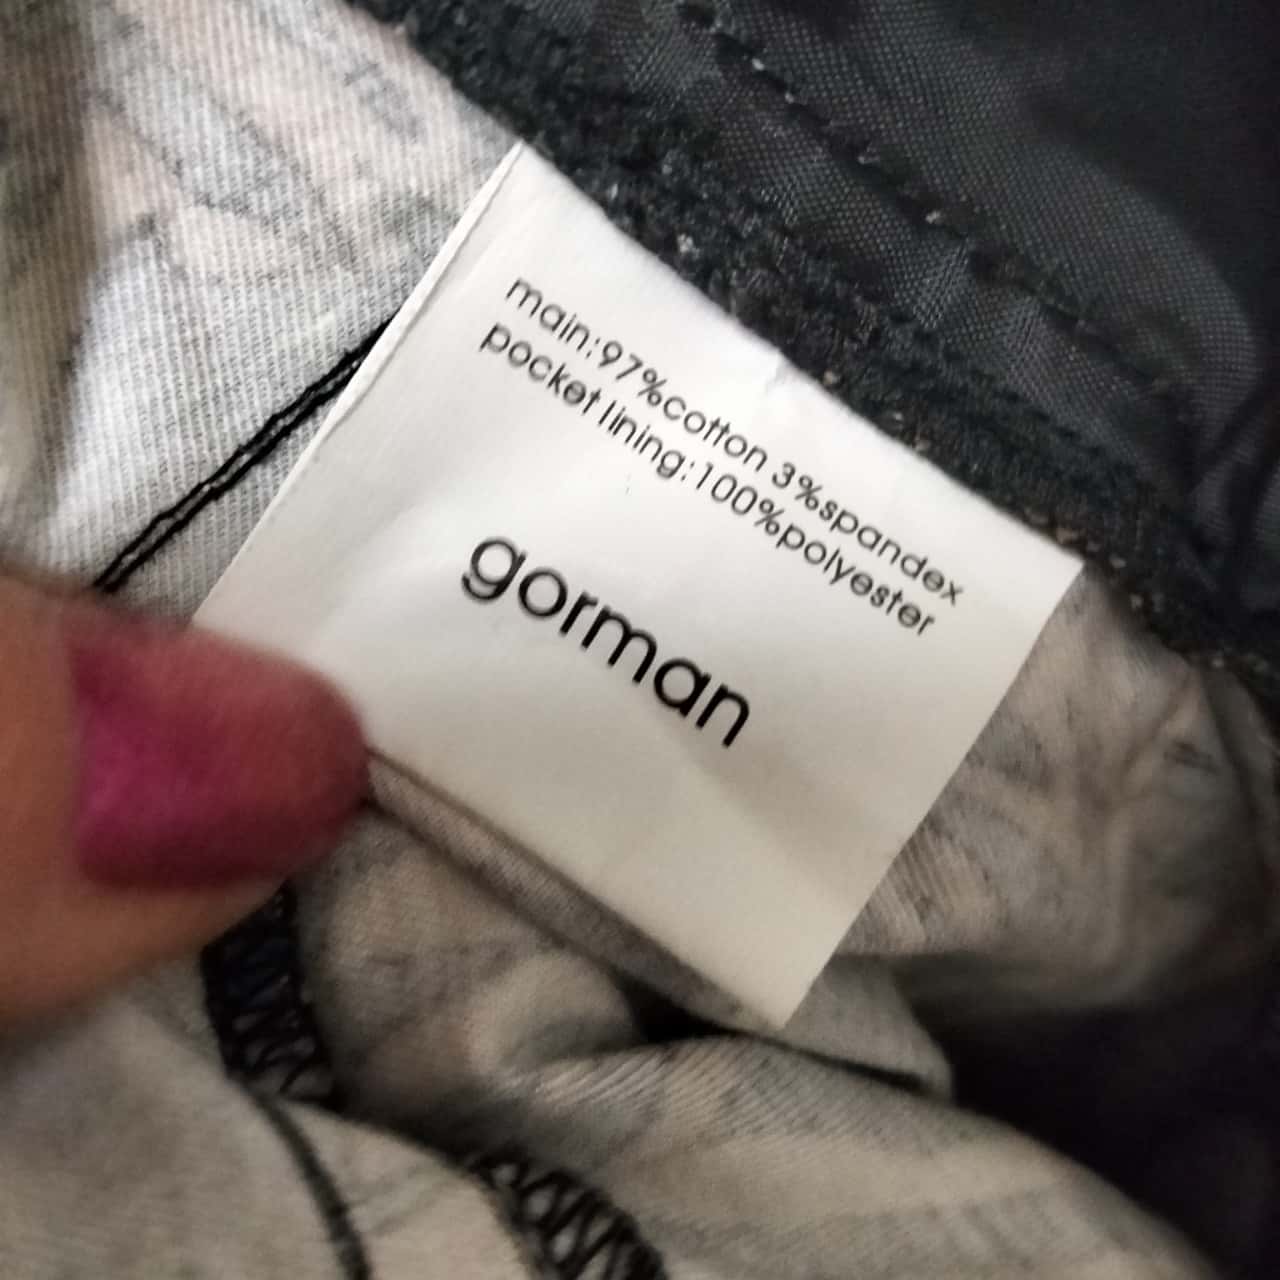 main:97%cotton 3%spandex
pocket lining:100%polyester
gorman